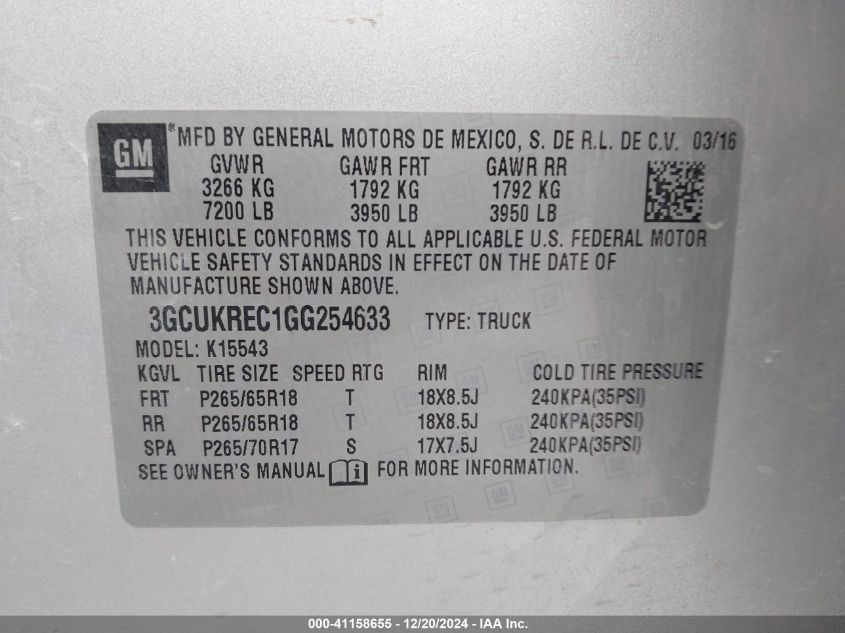 GM ® MFD BY GENERAL MOTORS DE MEXICO, S. DE R.L. DE C.V. 03/16
GVWR GAWR FRT GAWR RR
3266 KG 1792 KG 1792 KG
7200 LB 3950 LB 3950 LB
THIS VEHICLE CONFORMS TO ALL APPLICABLE U.S. FEDERAL MOTOR
VEHICLE SAFETY STANDARDS IN EFFECT ON THE DATE OF
MANUFACTURE SHOWN ABOVE.
3GCUKREC1GG254633 TYPE: TRUCK
MODEL: K15543
KGVL TIRE SIZE SPEED RTG RIM COLD TIRE PRESSURE
FRT P265/65R18 T 18X8.5J 240KPA(35PSI)
RR P265/65R18 T 18X8.5J 240KPA(35PSI)
SPA P265/70R17 S 17X7.5J 240KPA(35PSI)
SEE OWNER'S MANUAL i FOR MORE INFORMATION.
000-41158655 - 12/20/2024 - IAA Inc.